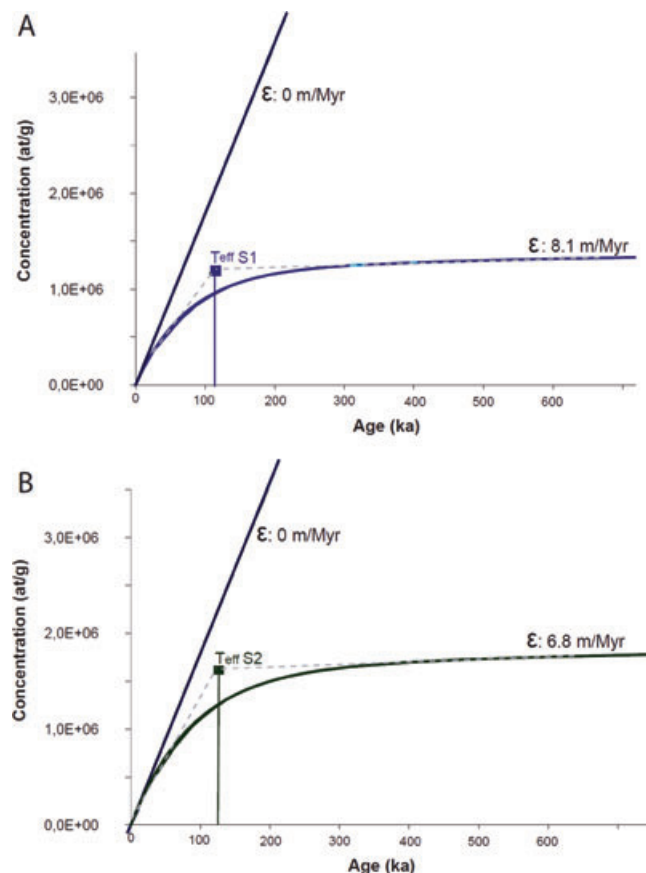 A
Concentration (at/g)
3,0E+06
2,0E+06
1,0E+06
0,0E+00
ε: 0 m/Myr
Teff S1
ε: 8.1 m/Myr
0 100 200 300 400 500 600
Age (ka)
B
Concentration (at/g)
3,0E+06
2,0E+06
1,0E+06
0,0E+00
ε: 0 m/Myr
Teff S2
ε: 6.8 m/Myr
0 100 200 300 400 500 600 700
Age (ka)